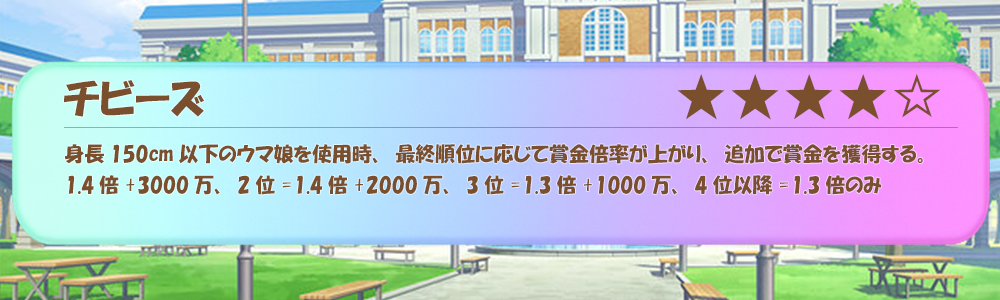 チビーズ ★★★★☆
身長 150cm 以下のウマ娘を使用時、最終順位に応じて賞金倍率が上がり、追加で賞金を獲得する。
1.4 倍 +3000 万、2 位 =1.4 倍 +2000 万、3 位 =1.3 倍 +1000 万、4 位以降 =1.3 倍のみ